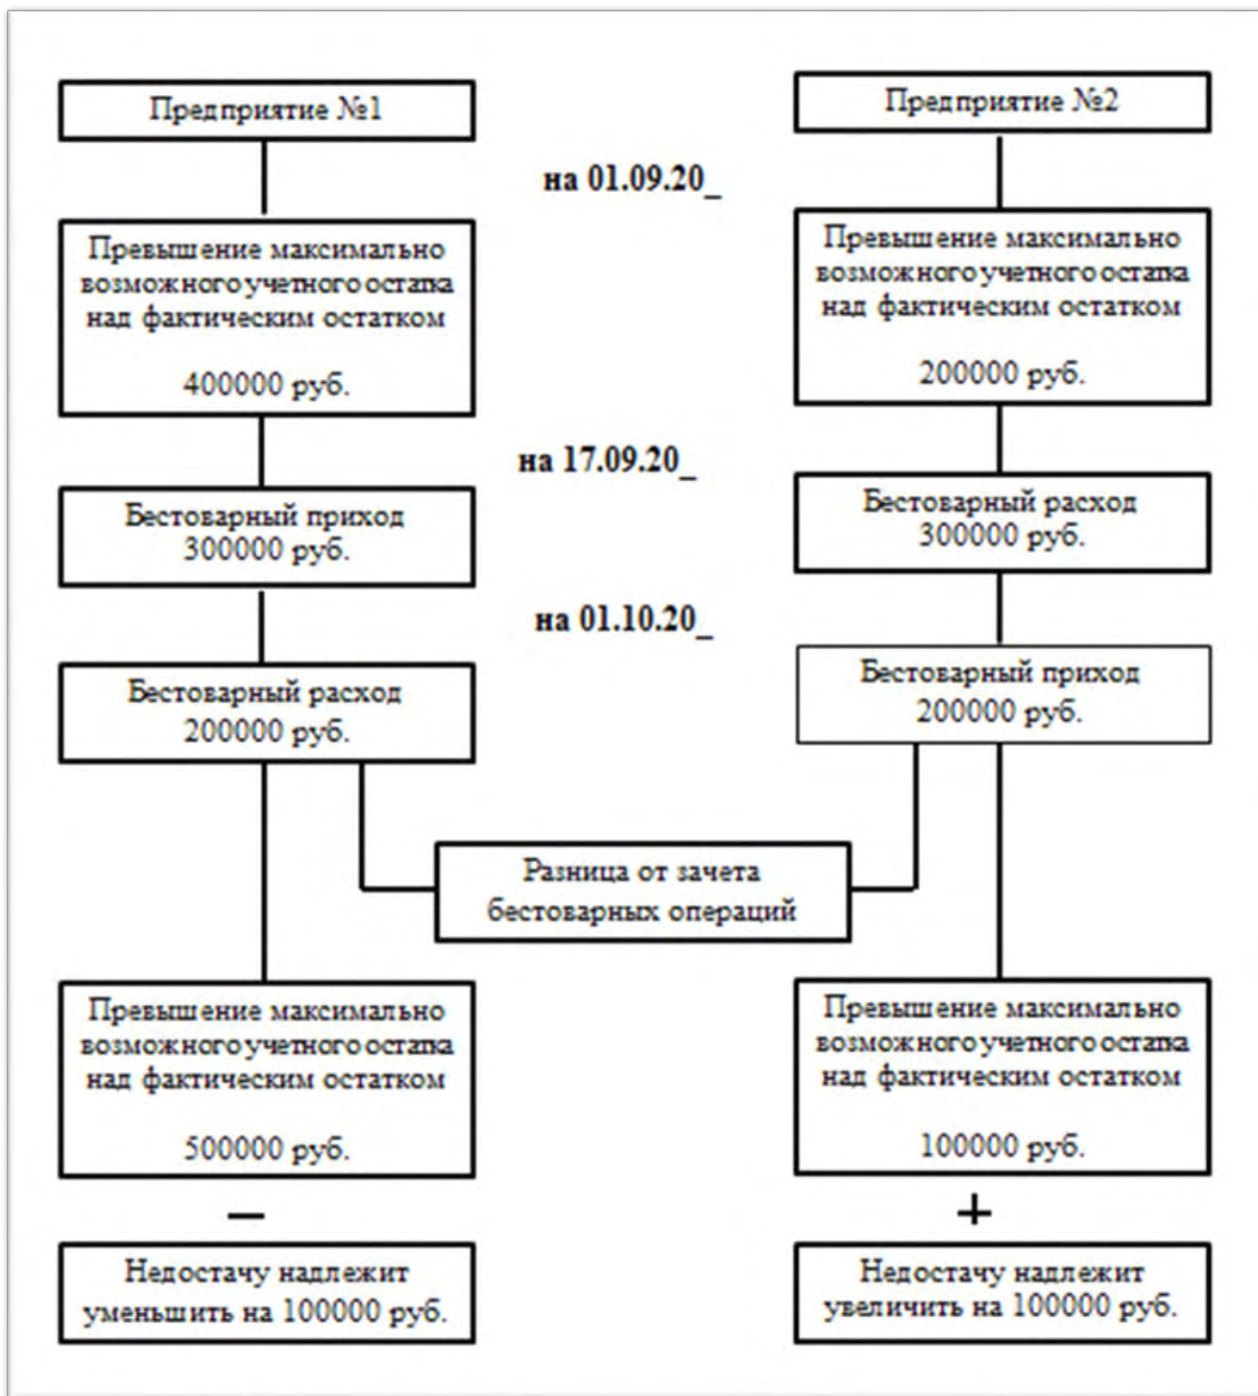 Предприятие №1
Предприятие №2
на 01.09.20_
Превышение максимально
возможного учетного остатка
над фактическим остатком
400000 руб.
Превышение максимально
возможного учетного остатка
над фактическим остатком
200000 руб.
на 17.09.20_
Бестоварный приход
300000 руб.
Бестоварный расход
300000 руб.
на 01.10.20_
Бестоварный расход
200000 руб.
Бестоварный приход
200000 руб.
Разница от зачета
бестоварных операций
Превышение максимально
возможного учетного остатка
над фактическим остатком
500000 руб.
Превышение максимально
возможного учетного остатка
над фактическим остатком
100000 руб.
–
+
Недостачу надлежит
уменьшить на 100000 руб.
Недостачу надлежит
увеличить на 100000 руб.